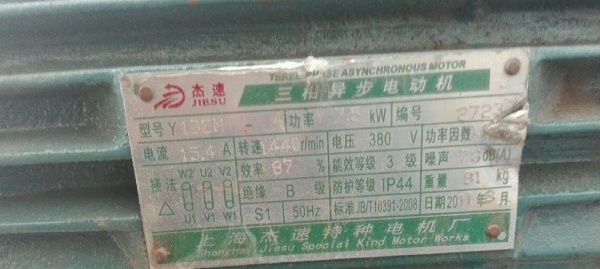 THREE-PHASE ASYNCHRONOUS MOTOR
杰速 三相异步电动机
JIESU
型号 Y 132M - 4 功率 kW 编号 2723
电流 15.4 A 转速 1440 r/min 电压 380 V 功率因数
接法 W2 U2 V2 效率 87 % 能效等级 3 级 噪声 dB(A)
U1 V1 W1 绝缘 B 级 防护等级 IP44 重量 81 kg
△ S1 50Hz 标准 JB/T10391-2008 日期 20 年 8 月
上海杰速特种电机厂
Shanghai Jiesu Special Kind Motor Works